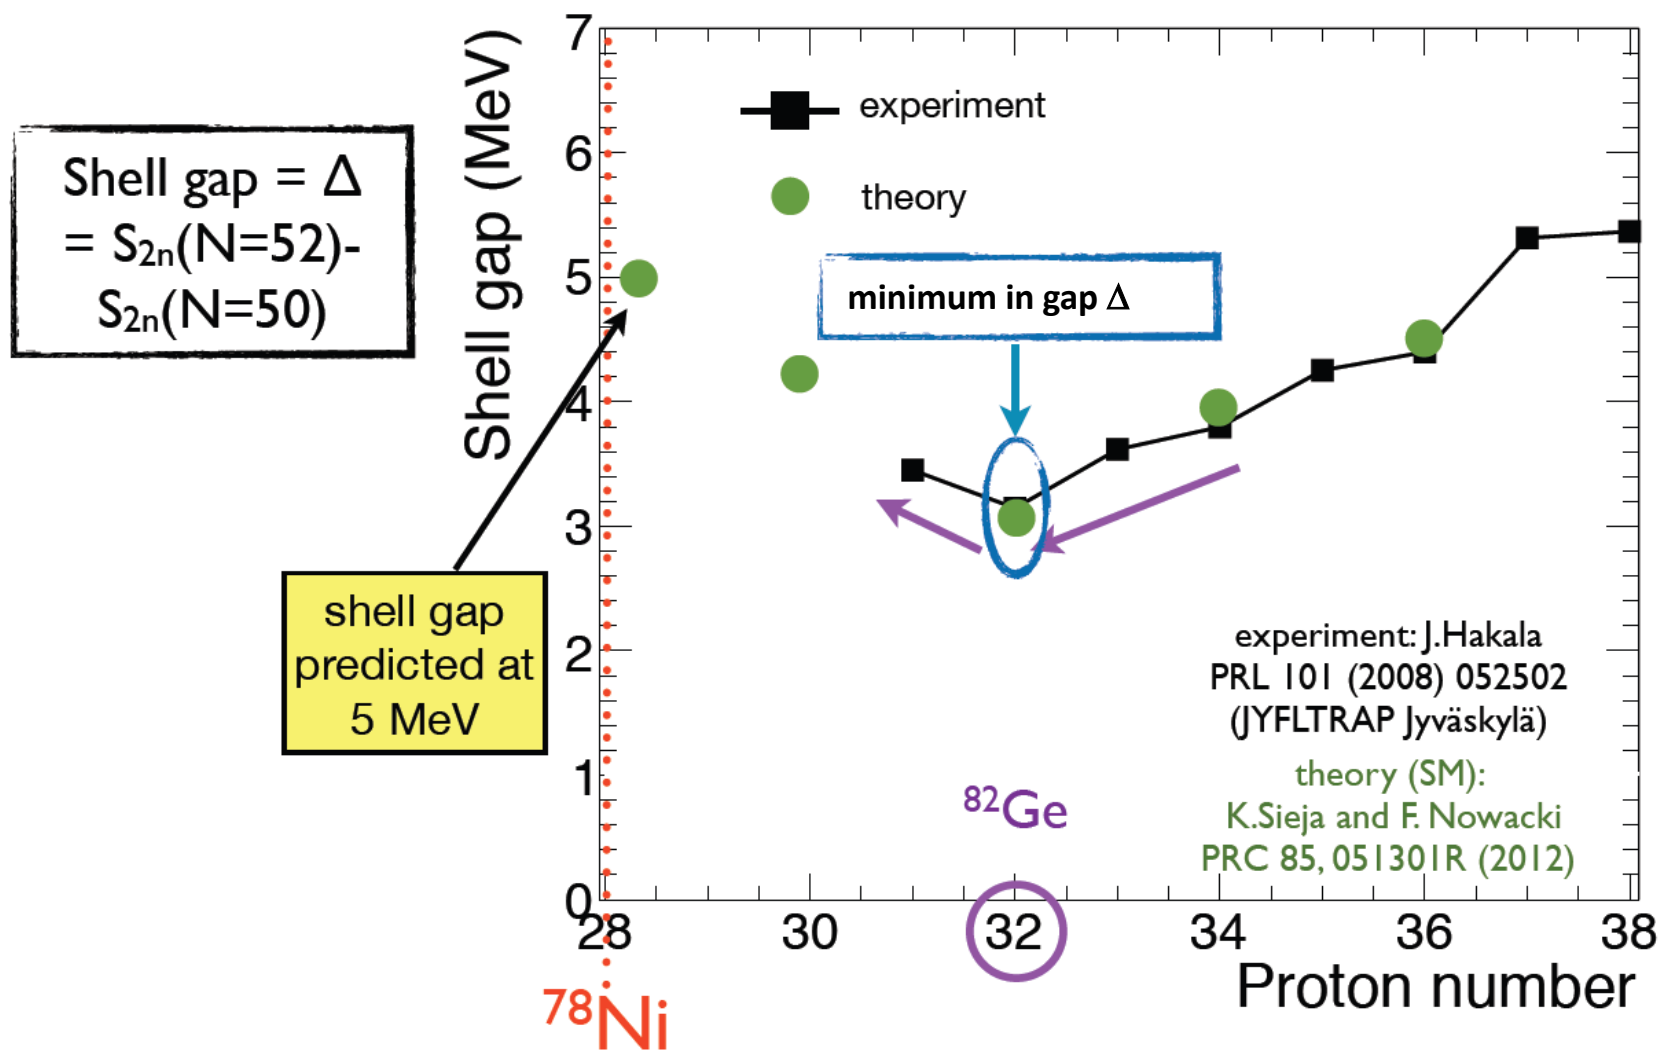 Shell gap = Δ
= S₂ₙ(N=52)-
S₂ₙ(N=50)
Shell gap (MeV)
7
6
5
4
3
2
1
0
experiment
theory
minimum in gap Δ
shell gap
predicted at
5 MeV
experiment: J.Hakala
PRL 101 (2008) 052502
(JYFLTRAP Jyväskylä)
theory (SM):
K.Sieja and F. Nowacki
PRC 85, 051301R (2012)
⁸²Ge
28 30 32 34 36 38
Proton number
⁷⁸Ni